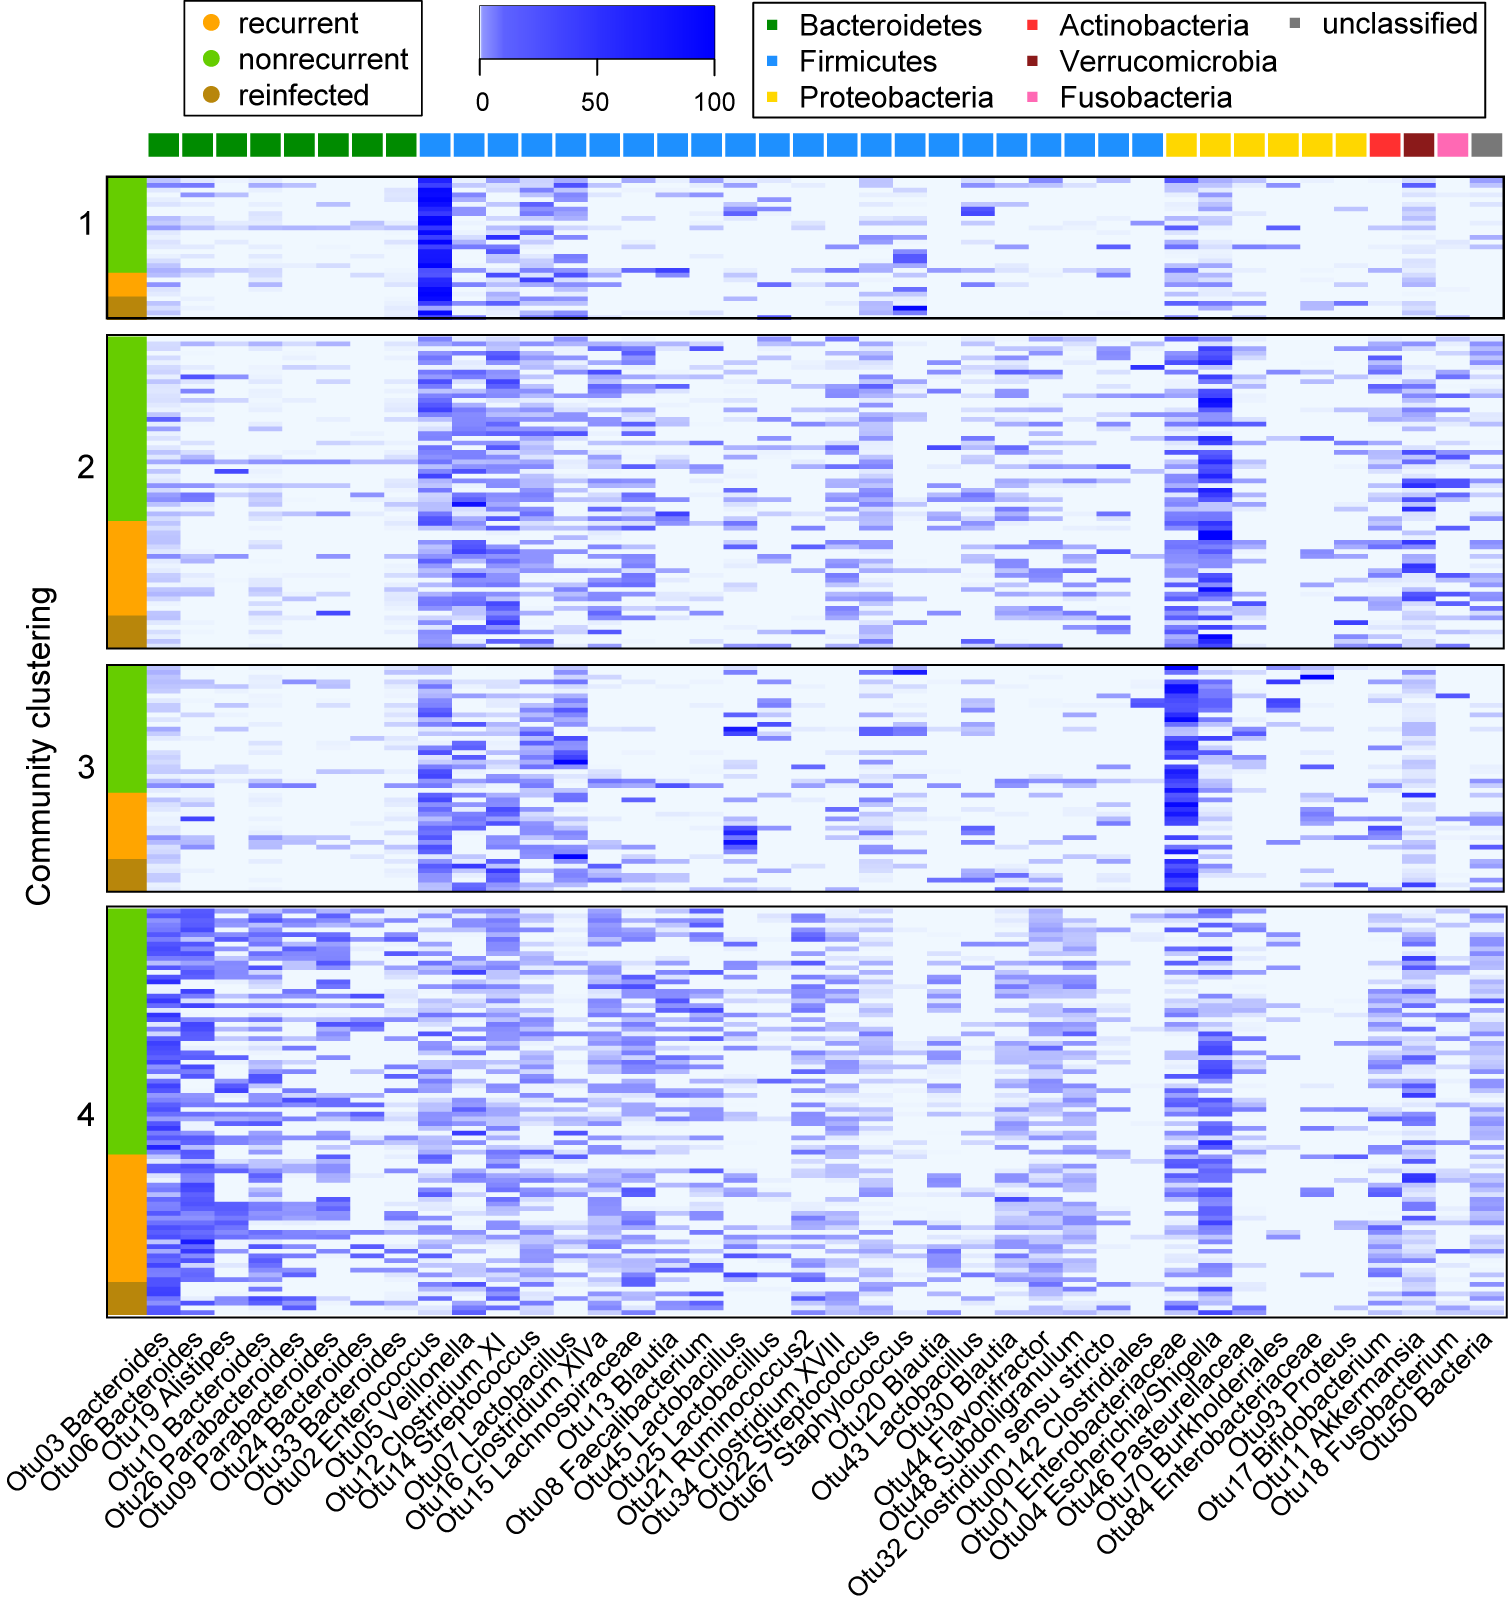 recurrent
nonrecurrent
reinfected
0 50 100
Bacteroidetes
Firmicutes
Proteobacteria
Actinobacteria
Verrucomicrobia
Fusobacteria
unclassified
Community clustering
1
2
3
4
Otu03 Bacteroides
Otu06 Bacteroides
Otu19 Alistipes
Otu10 Bacteroides
Otu26 Parabacteroides
Otu09 Parabacteroides
Otu24 Bacteroides
Otu33 Bacteroides
Otu02 Enterococcus
Otu05 Veillonella
Otu12 Clostridium XI
Otu14 Streptococcus
Otu07 Lactobacillus
Otu16 Clostridium XIVa
Otu15 Lachnospiraceae
Otu13 Blautia
Otu08 Faecalibacterium
Otu45 Lactobacillus
Otu25 Lactobacillus
Otu21 Ruminococcus2
Otu34 Clostridium XVIII
Otu22 Streptococcus
Otu67 Staphylococcus
Otu20 Blautia
Otu43 Lactobacillus
Otu30 Blautia
Otu44 Flavonifractor
Otu48 Subdoligranulum
Otu32 Clostridium sensu stricto
Otu00142 Clostridiales
Otu01 Enterobacteriaceae
Otu04 Escherichia/Shigella
Otu46 Pasteurellaceae
Otu70 Burkholderiales
Otu84 Enterobacteriaceae
Otu93 Proteus
Otu17 Bifidobacterium
Otu11 Akkermansia
Otu18 Fusobacterium
Otu50 Bacteria